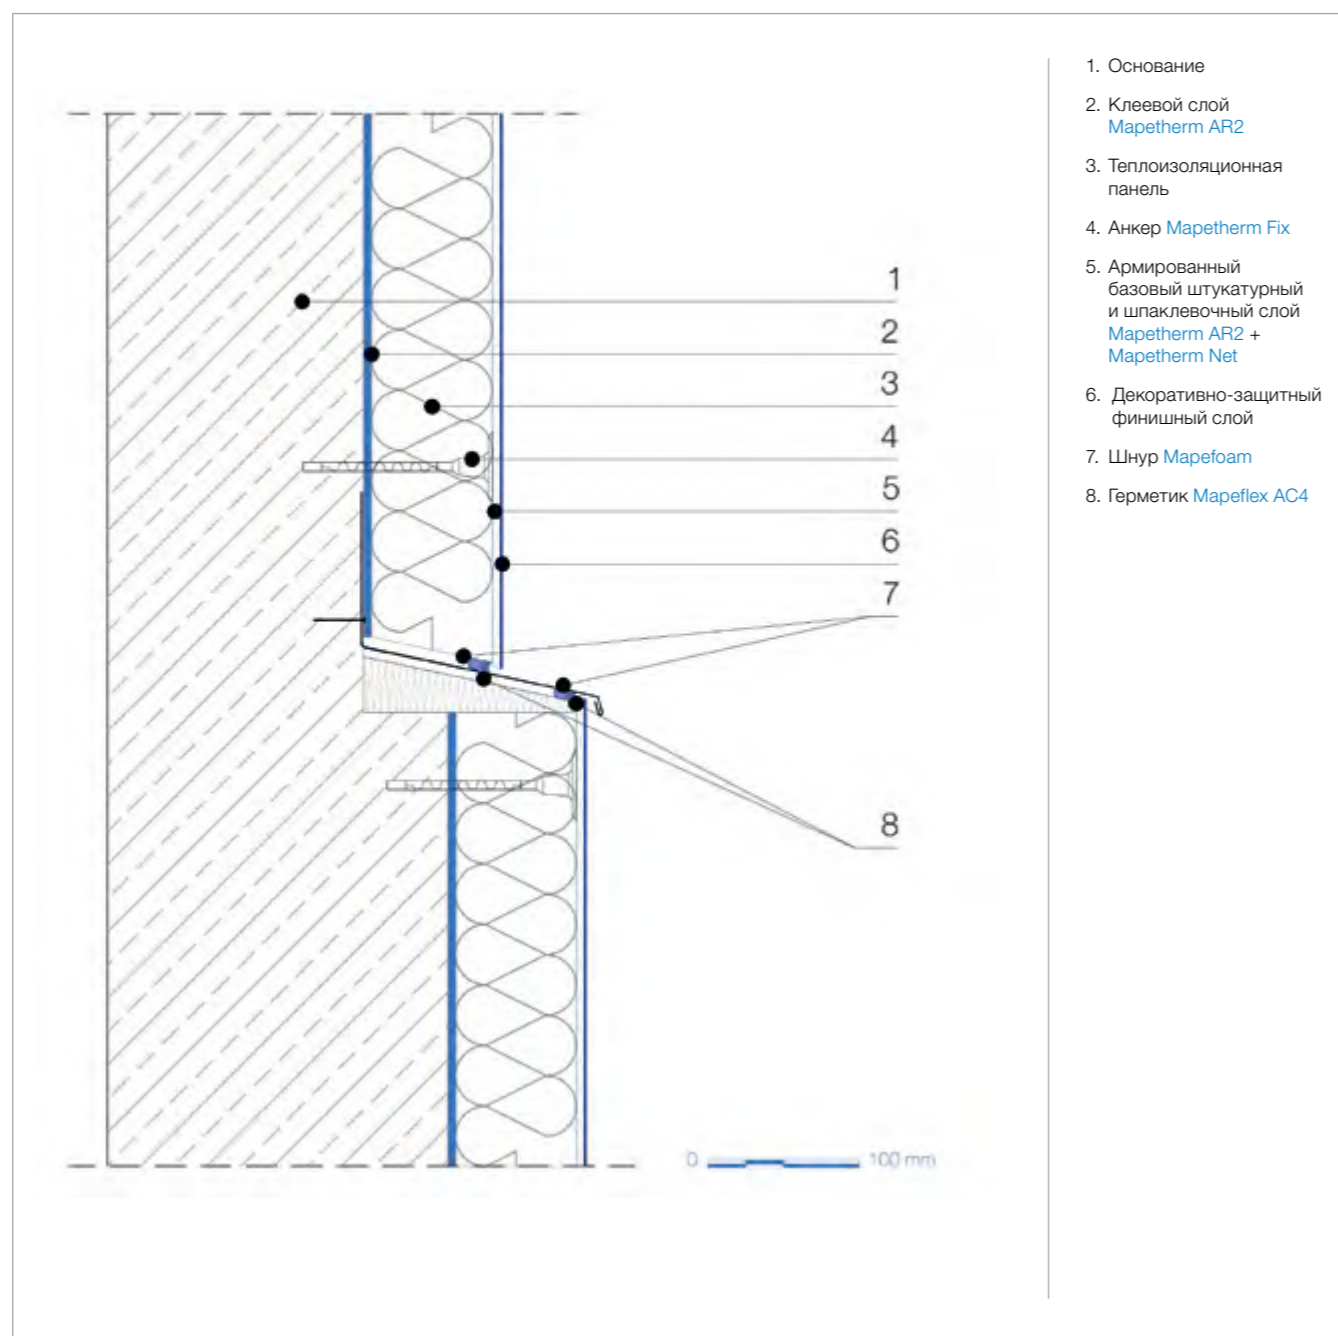 1
2
3
4
5
6
7
8
0 100 mm
1. Основание
2. Клеевой слой
Mapetherm AR2
3. Теплоизоляционная
панель
4. Анкер Mapetherm Fix
5. Армированный
базовый штукатурный
и шпаклевочный слой
Mapetherm AR2 +
Mapetherm Net
6. Декоративно-защитный
финишный слой
7. Шнур Mapefoam
8. Герметик Mapeflex AC4